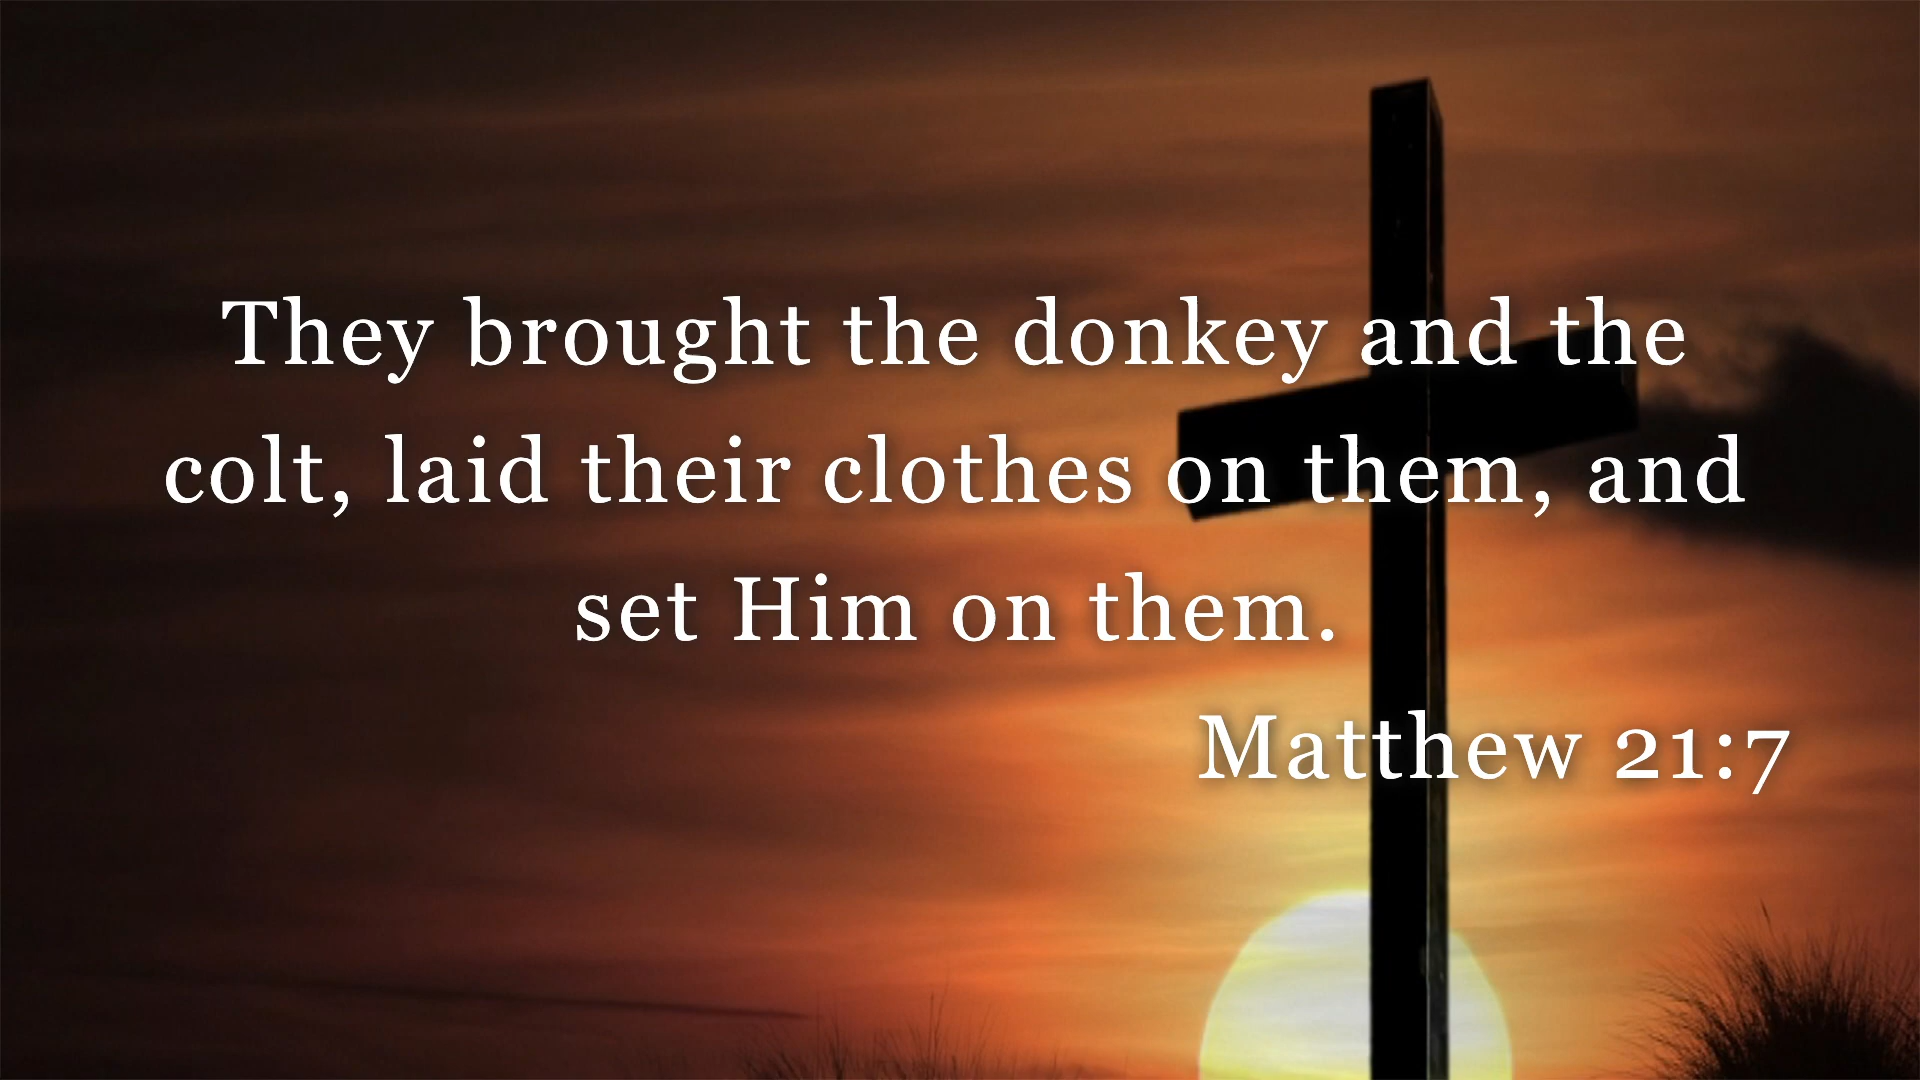 They brought the donkey and the
colt, laid their clothes on them, and
set Him on them.
Matthew 21:7